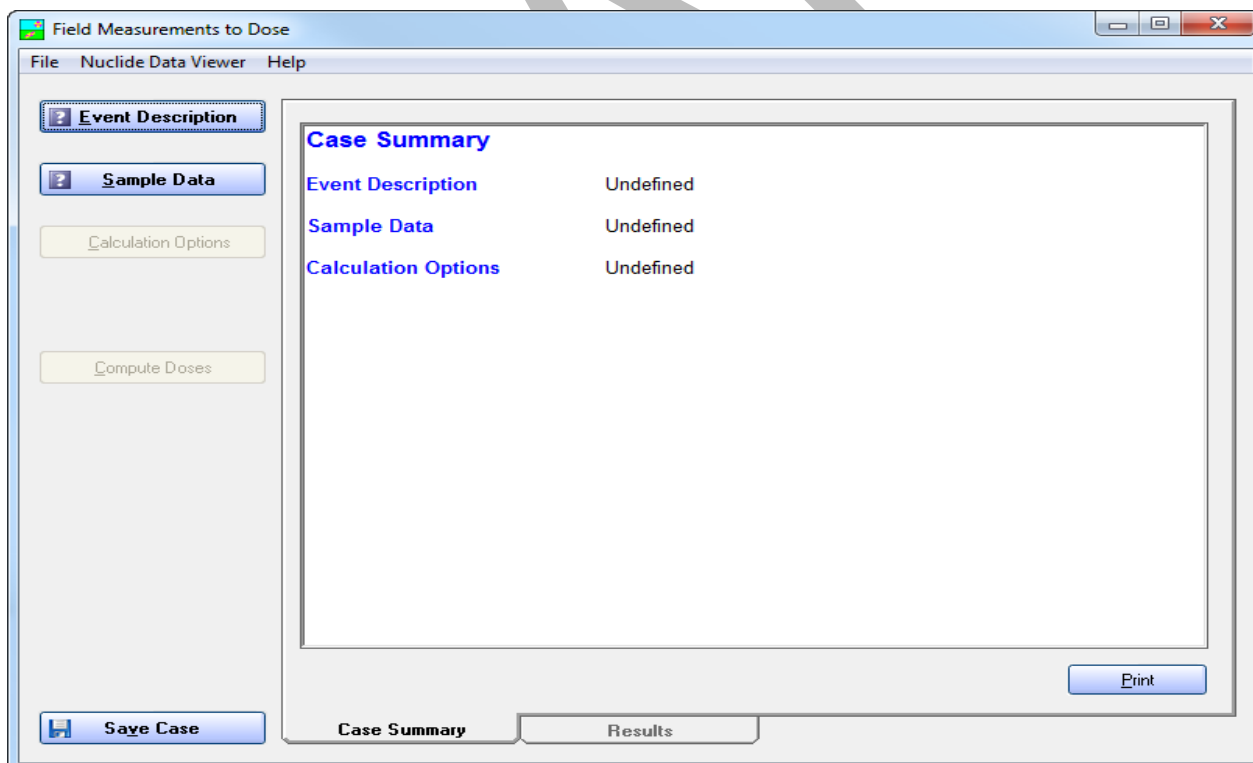 Field Measurements to Dose
File Nuclide Data Viewer Help
Event Description
Sample Data
Calculation Options
Compute Doses
Save Case
Case Summary
Event Description Undefined
Sample Data Undefined
Calculation Options Undefined
Print
Case Summary Results